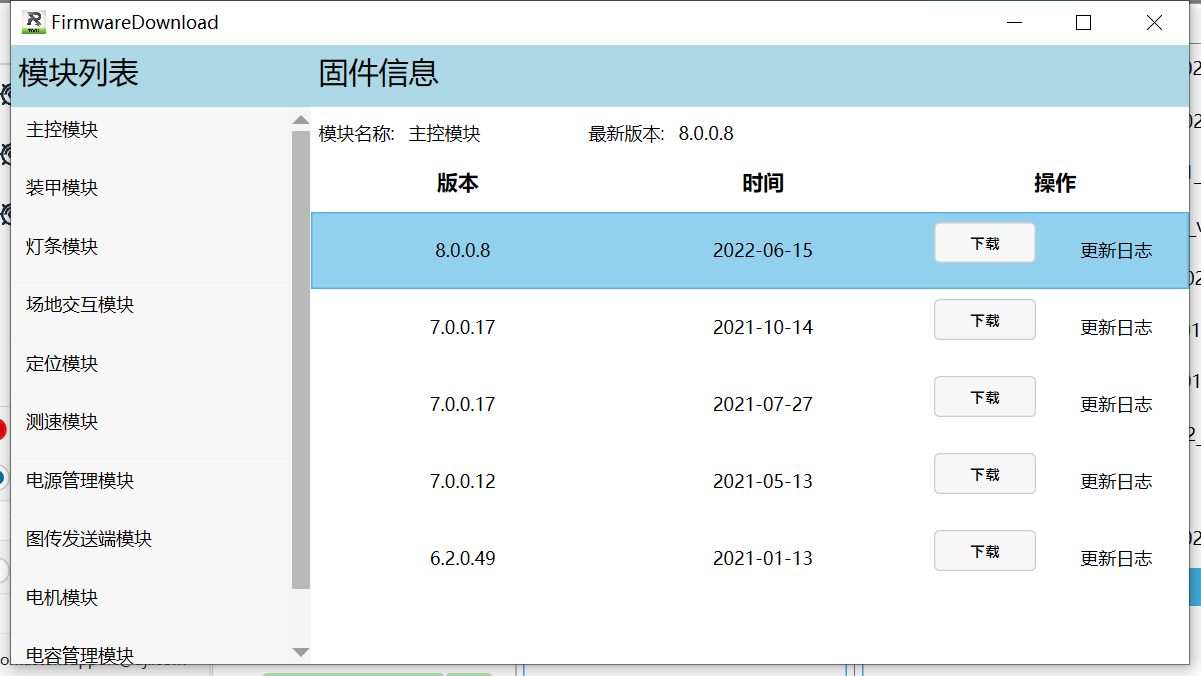 FirmwareDownload
模块列表
固件信息
主控模块
装甲模块
灯条模块
场地交互模块
定位模块
测速模块
电源管理模块
图传发送端模块
电机模块
电容管理模块
模块名称: 主控模块 最新版本: 8.0.0.8
版本 时间 操作
8.0.0.8 2022-06-15 下载 更新日志
7.0.0.17 2021-10-14 下载 更新日志
7.0.0.17 2021-07-27 下载 更新日志
7.0.0.12 2021-05-13 下载 更新日志
6.2.0.49 2021-01-13 下载 更新日志